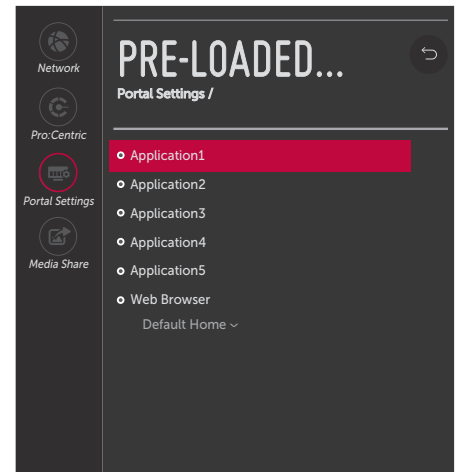 Network
Pro:Centric
Portal Settings
Media Share
PRE-LOADED...
Portal Settings /
Application1
Application2
Application3
Application4
Application5
Web Browser
Default Home